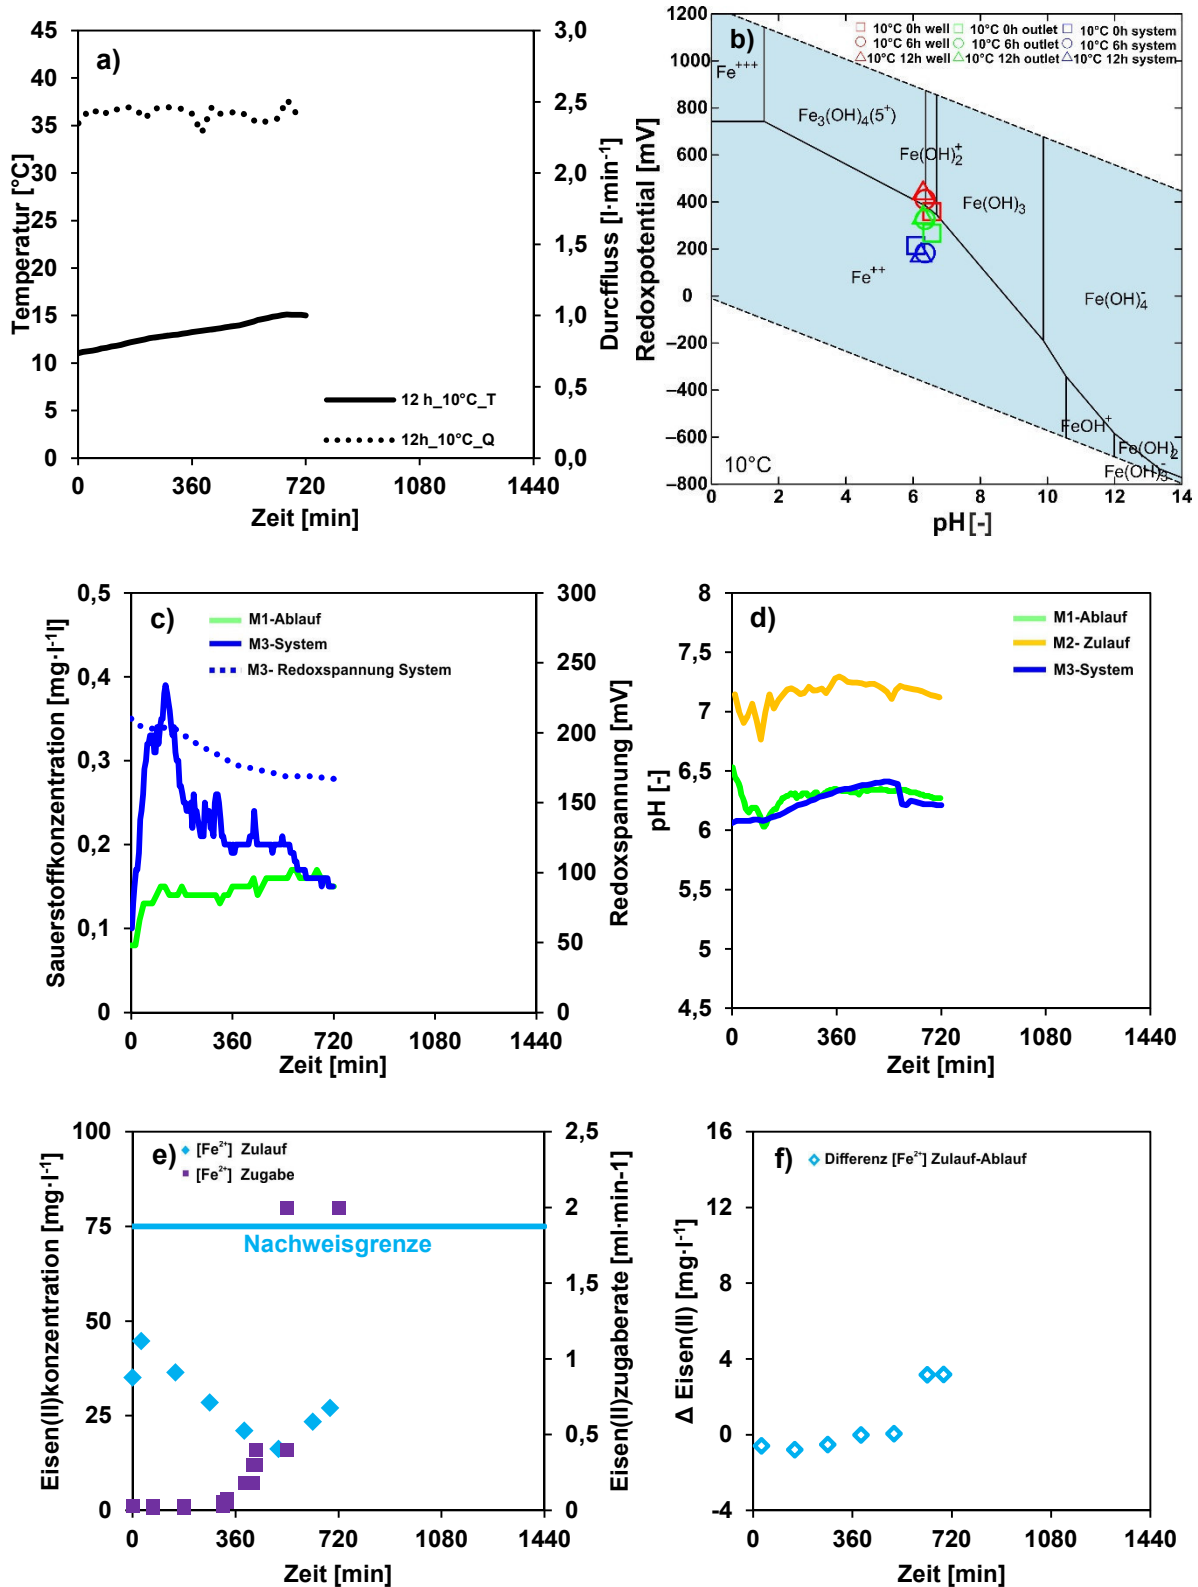 a)
45
40
35
30
25
20
15
10
5
0
Temperatur [°C]
3,0
2,5
2,0
1,5
1,0
0,5
0,0
Durcffluss [l·min⁻¹]
12 h_10°C_T
12h_10°C_Q
0 360 720 1080 1440
Zeit [min]
b)
1200
1000
800
600
400
200
0
−200
−400
−600
−800
Redoxpotential [mV]
10°C 0h well 10°C 0h outlet 10°C 0h system
10°C 6h well 10°C 6h outlet 10°C 6h system
10°C 12h well 10°C 12h outlet 10°C 12h system
Fe⁺⁺⁺
Fe₃(OH)₄(5⁺)
Fe(OH)₂⁺
Fe(OH)₃
Fe⁺⁺
Fe(OH)₄⁻
FeOH⁺
Fe(OH)₂
Fe(OH)₃⁻
10°C
0 2 4 6 8 10 12 14
pH[-]
c)
0,5
0,4
0,3
0,2
0,1
0
Sauerstoffkonzentration [mg·l⁻¹l]
M1-Ablauf
M3-System
M3- Redoxspannung System
300
250
200
150
100
50
0
Redoxspannung [mV]
0 360 720 1080 1440
Zeit [min]
d)
8
7,5
7
6,5
6
5,5
5
4,5
pH [-]
M1-Ablauf
M2- Zulauf
M3-System
0 360 720 1080 1440
Zeit [min]
e)
100
75
50
25
0
Eisen(II)konzentration [mg·l⁻¹]
[Fe²⁺] Zulauf
[Fe²⁺] Zugabe
Nachweisgrenze
2,5
2
1,5
1
0,5
0
Eisen(II)zugaberate [ml·min-1]
0 360 720 1080 1440
Zeit [min]
f)
16
12
8
4
0
-4
Δ Eisen(II) [mg·l⁻¹]
Differenz [Fe²⁺] Zulauf-Ablauf
0 360 720 1080 1440
Zeit [min]